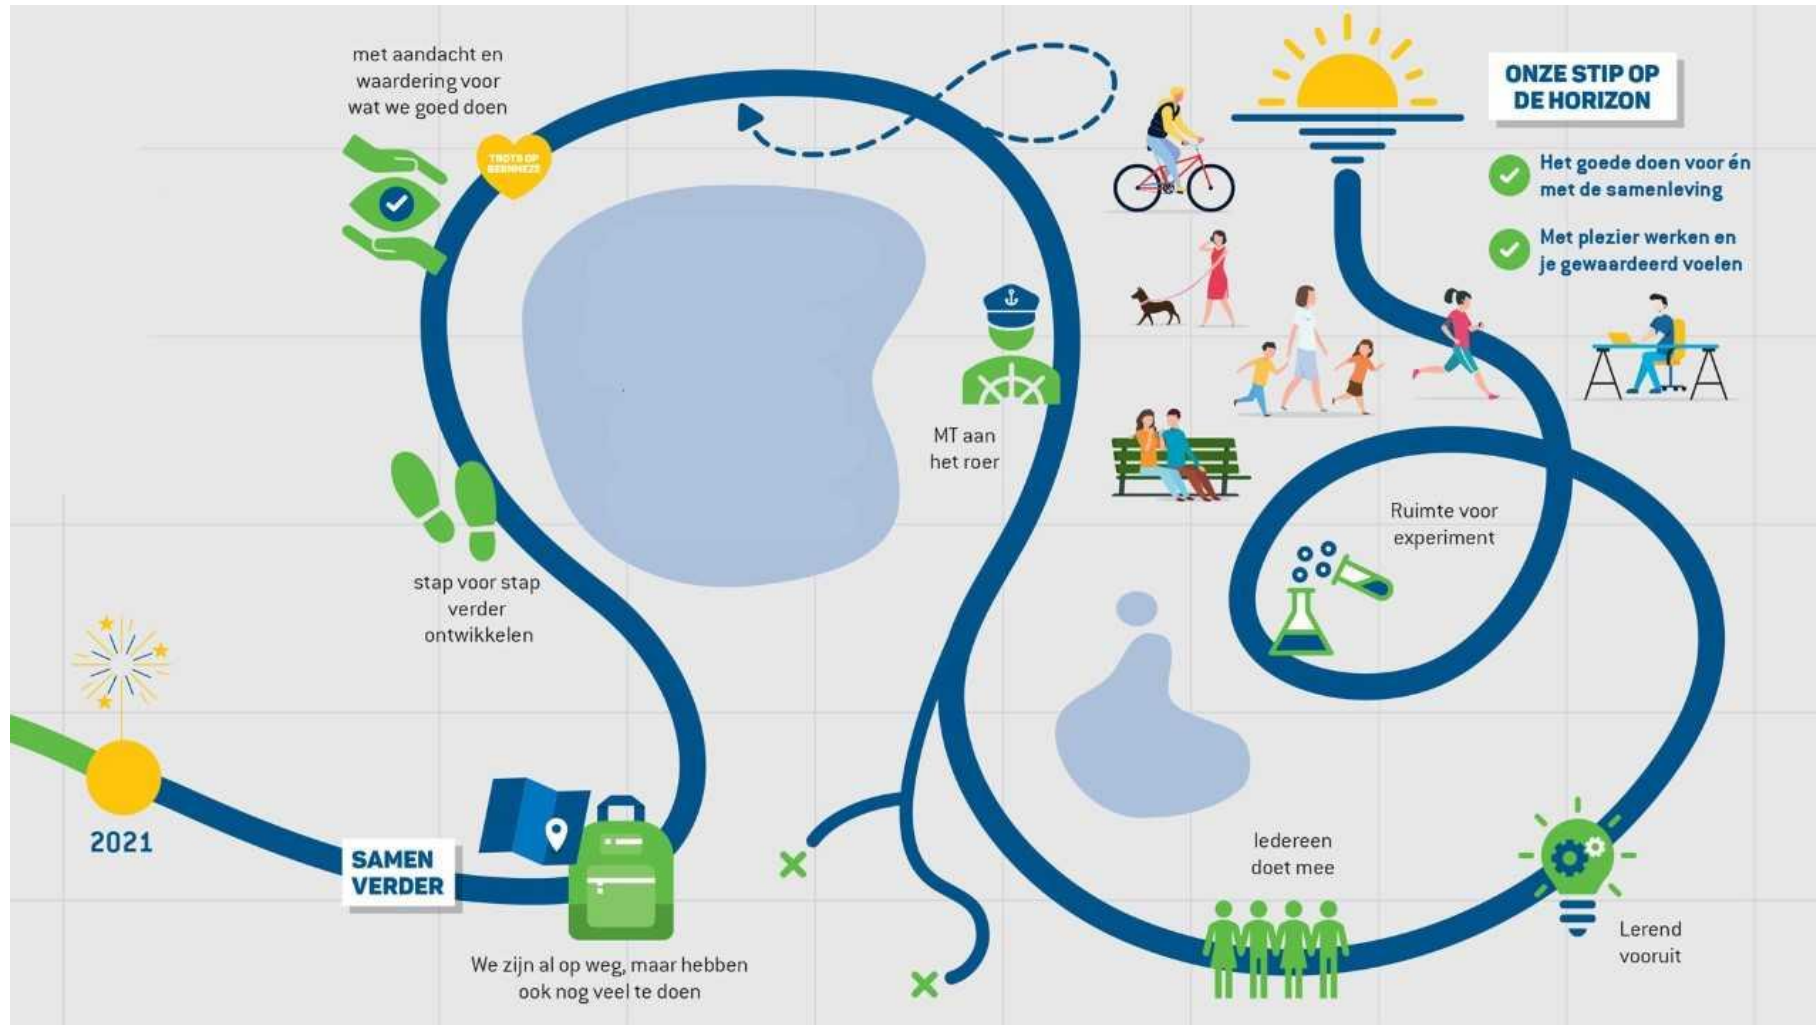 met aandacht en
waardering voor
wat we goed doen
TROTS OP
BERNHEZE
ONZE STIP OP
DE HORIZON
Het goede doen voor én
met de samenleving
Met plezier werken en
je gewaardeerd voelen
MT aan
het roer
Ruimte voor
experiment
stap voor stap
verder
ontwikkelen
2021
SAMEN
VERDER
Iedereen
doet mee
Lerend
vooruit
We zijn al op weg, maar hebben
ook nog veel te doen